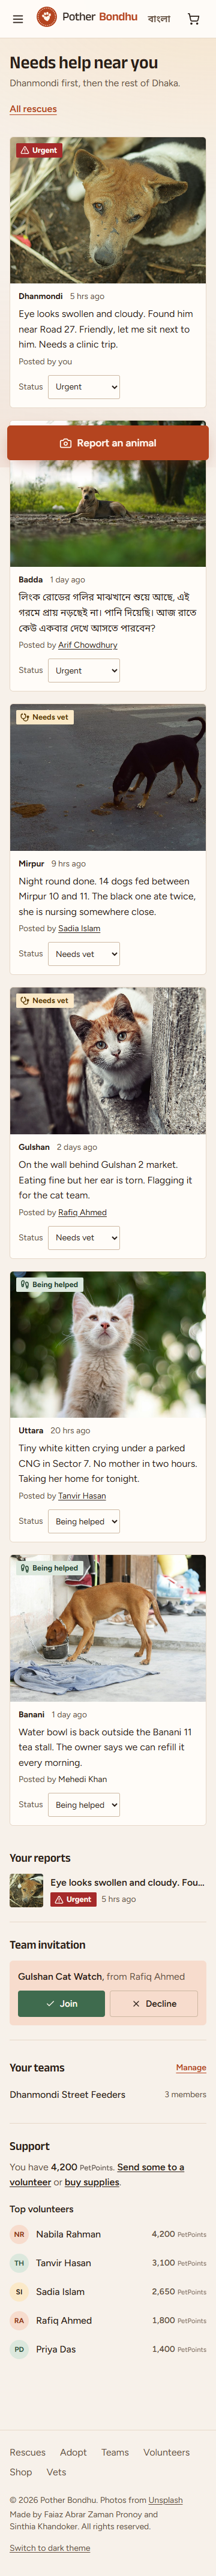 Pother Bondhu বাংলা
Needs help near you
Dhanmondi first, then the rest of Dhaka.
All rescues
Urgent
Dhanmondi 5 hrs ago
Eye looks swollen and cloudy. Found him
near Road 27. Friendly, let me sit next to
him. Needs a clinic trip.
Posted by you
Status Urgent
Report an animal
Badda 1 day ago
লিংক রোডের গলির মাঝখানে শুয়ে আছে, এই
গরমে প্রায় নড়ছেই না। পানি দিয়েছি। আজ রাতে
কেউ একবার দেখে আসতে পারবেন?
Posted by Arif Chowdhury
Status Urgent
Needs vet
Mirpur 9 hrs ago
Night round done. 14 dogs fed between
Mirpur 10 and 11. The black one ate twice,
she is nursing somewhere close.
Posted by Sadia Islam
Status Needs vet
Needs vet
Gulshan 2 days ago
On the wall behind Gulshan 2 market.
Eating fine but her ear is torn. Flagging it
for the cat team.
Posted by Rafiq Ahmed
Status Needs vet
Being helped
Uttara 20 hrs ago
Tiny white kitten crying under a parked
CNG in Sector 7. No mother in two hours.
Taking her home for tonight.
Posted by Tanvir Hasan
Status Being helped
Being helped
Banani 1 day ago
Water bowl is back outside the Banani 11
tea stall. The owner says we can refill it
every morning.
Posted by Mehedi Khan
Status Being helped
Your reports
Eye looks swollen and cloudy. Fou...
Urgent 5 hrs ago
Team invitation
Gulshan Cat Watch, from Rafiq Ahmed
Join Decline
Your teams Manage
Dhanmondi Street Feeders 3 members
Support
You have 4,200 PetPoints. Send some to a
volunteer or buy supplies.
Top volunteers
NR Nabila Rahman 4,200 PetPoints
TH Tanvir Hasan 3,100 PetPoints
SI Sadia Islam 2,650 PetPoints
RA Rafiq Ahmed 1,800 PetPoints
PD Priya Das 1,400 PetPoints
Rescues Adopt Teams Volunteers
Shop Vets
© 2026 Pother Bondhu. Photos from Unsplash
Made by Faiaz Abrar Zaman Pronoy and
Sinthia Khandoker. All rights reserved.
Switch to dark theme